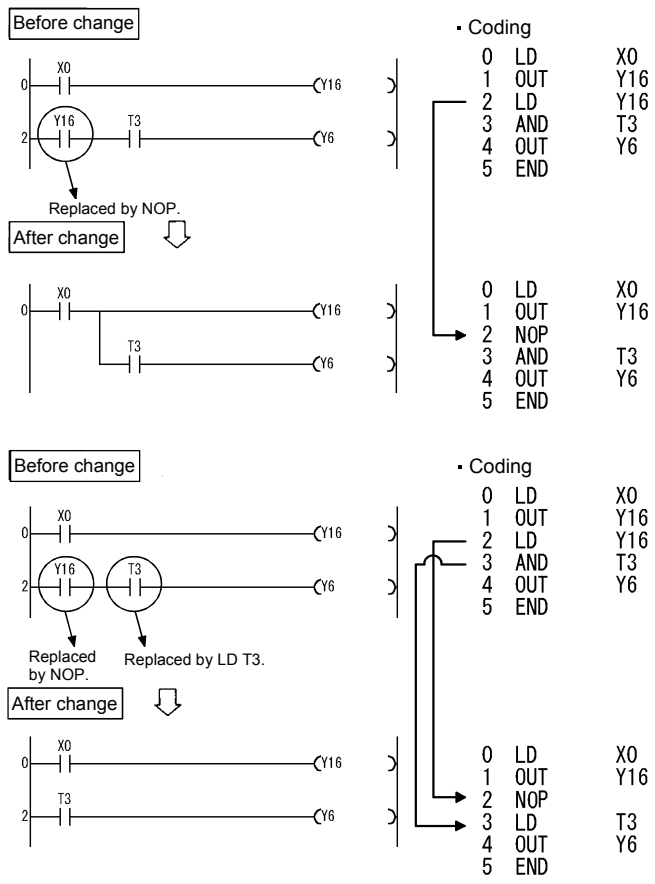 Before change
▪ Coding
X0
0 Y16
Y16 T3
2 Y6
Replaced by NOP.
0 LD X0
1 OUT Y16
2 LD Y16
3 AND T3
4 OUT Y6
5 END
After change
X0
0 Y16
T3
Y6
0 LD X0
1 OUT Y16
2 NOP
3 AND T3
4 OUT Y6
5 END
Before change
▪ Coding
X0
0 Y16
Y16 T3
2 Y6
Replaced
by NOP.
Replaced by LD T3.
0 LD X0
1 OUT Y16
2 LD Y16
3 AND T3
4 OUT Y6
5 END
After change
X0
0 Y16
T3
2 Y6
0 LD X0
1 OUT Y16
2 NOP
3 LD T3
4 OUT Y6
5 END